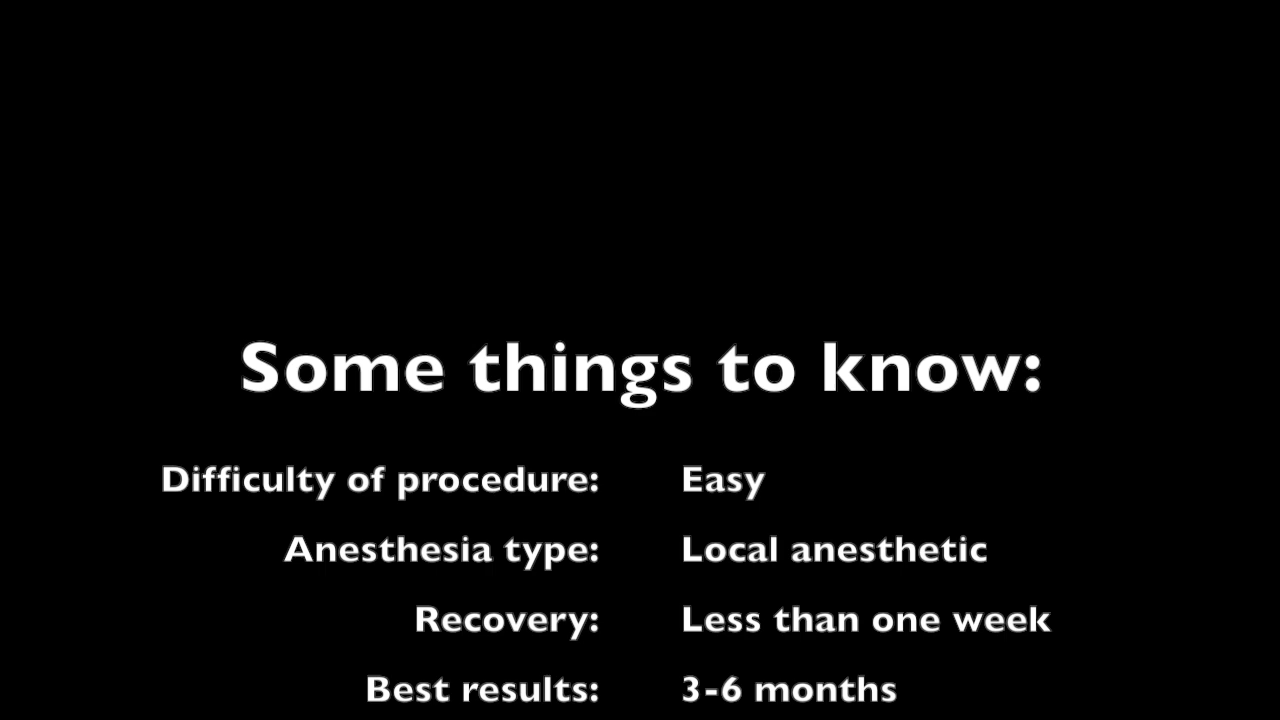 Some things to know:
Difficulty of procedure: Easy
Anesthesia type: Local anesthetic
Recovery: Less than one week
Best results: 3-6 months